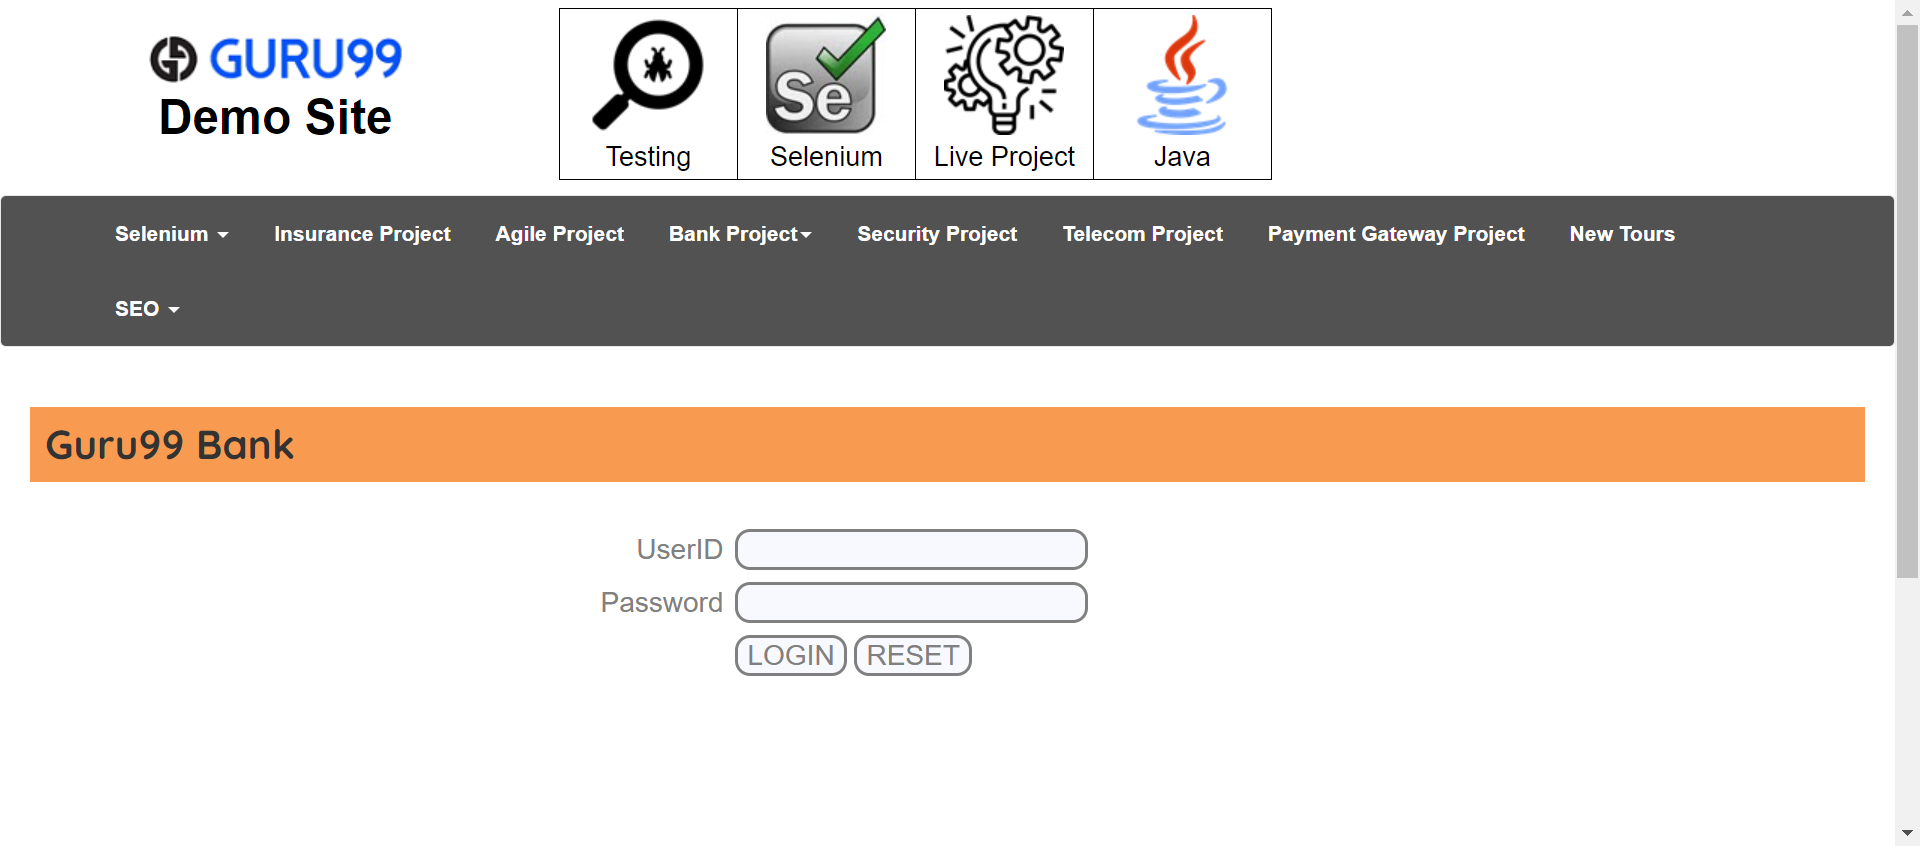 GURU99
Demo Site
Se
Testing
Selenium
Live Project
Java
Selenium
Insurance Project
Agile Project
Bank Project
Security Project
Telecom Project
Payment Gateway Project
New Tours
SEO
Guru99 Bank
UserID
Password
LOGIN
RESET